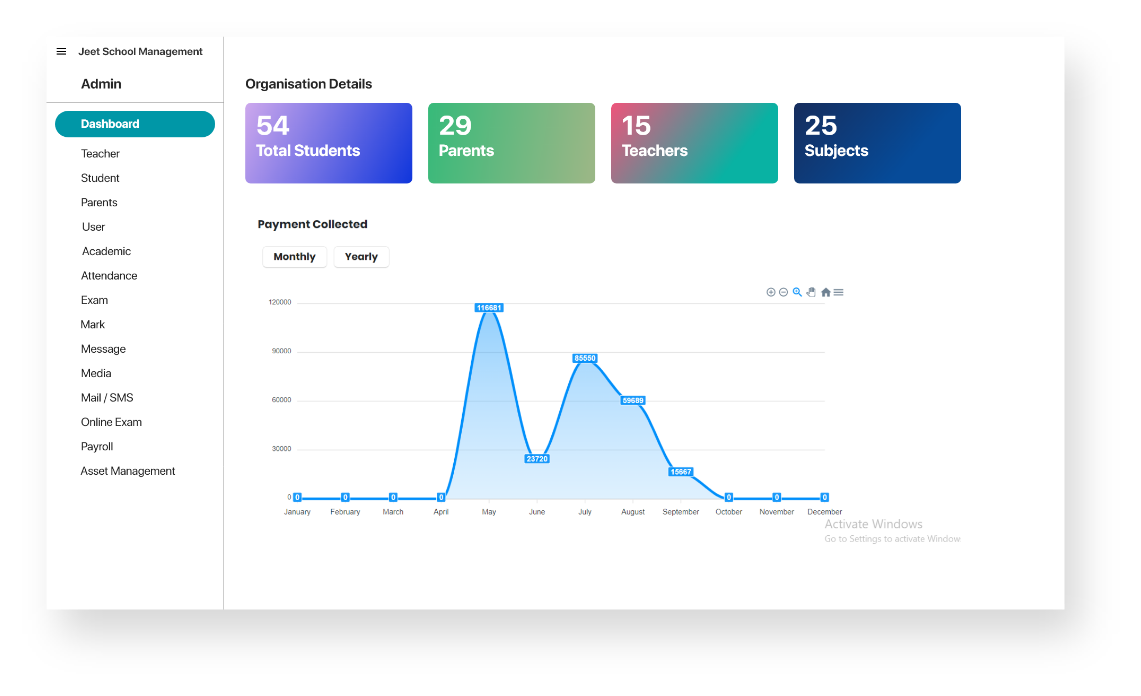 Jeet School Management
Admin
Dashboard
Teacher
Student
Parents
User
Academic
Attendance
Exam
Mark
Message
Media
Mail / SMS
Online Exam
Payroll
Asset Management
Organisation Details
54
Total Students
29
Parents
15
Teachers
25
Subjects
Payment Collected
Monthly Yearly
120000
90000
60000
30000
0
116681
85550
59689
23720
15667
0 0 0 0 0 0 0
January February March April May June July August September October November December
Activate Windows
Go to Settings to activate Window